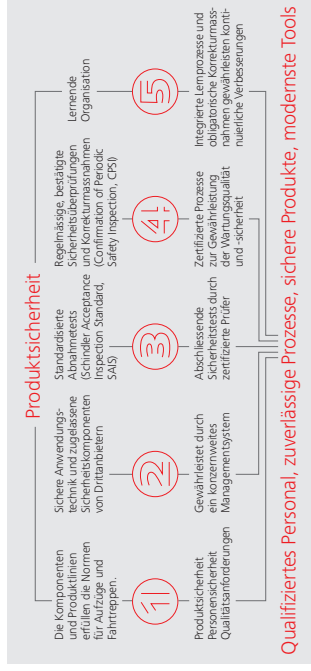 Produktsicherheit
Die Komponenten
und Produktlinien
erfüllen die Normen
für Aufzüge und
Fahrtreppen.
Sichere Anwendungs-
technik und zugelassene
Sicherheitskomponenten
von Drittanbietern
Standardisierte
Abnahmetests
(Schindler Acceptance
Inspection Standard,
SAIS)
Regelmässige, bestätigte
Sicherheitsüberprüfungen
und Korrekturmassnahmen
(Confirmation of Periodic
Safety Inspection, CPSI)
Lernende
Organisation
1
2
3
4
5
Produktsicherheit
Personensicherheit
Qualitätsanforderungen
Gewährleistet durch
ein konzernweites
Managementsystem
Abschliessende
Sicherheitstests durch
zertifizierte Prüfer
Zertifizierte Prozesse
zur Gewährleistung
der Wartungsqualität
und -sicherheit
Integrierte Lernprozesse und
obligatorische Korrekturmass-
nahmen gewährleisten konti-
nuierliche Verbesserungen
Qualifiziertes Personal, zuverlässige Prozesse, sichere Produkte, modernste Tools